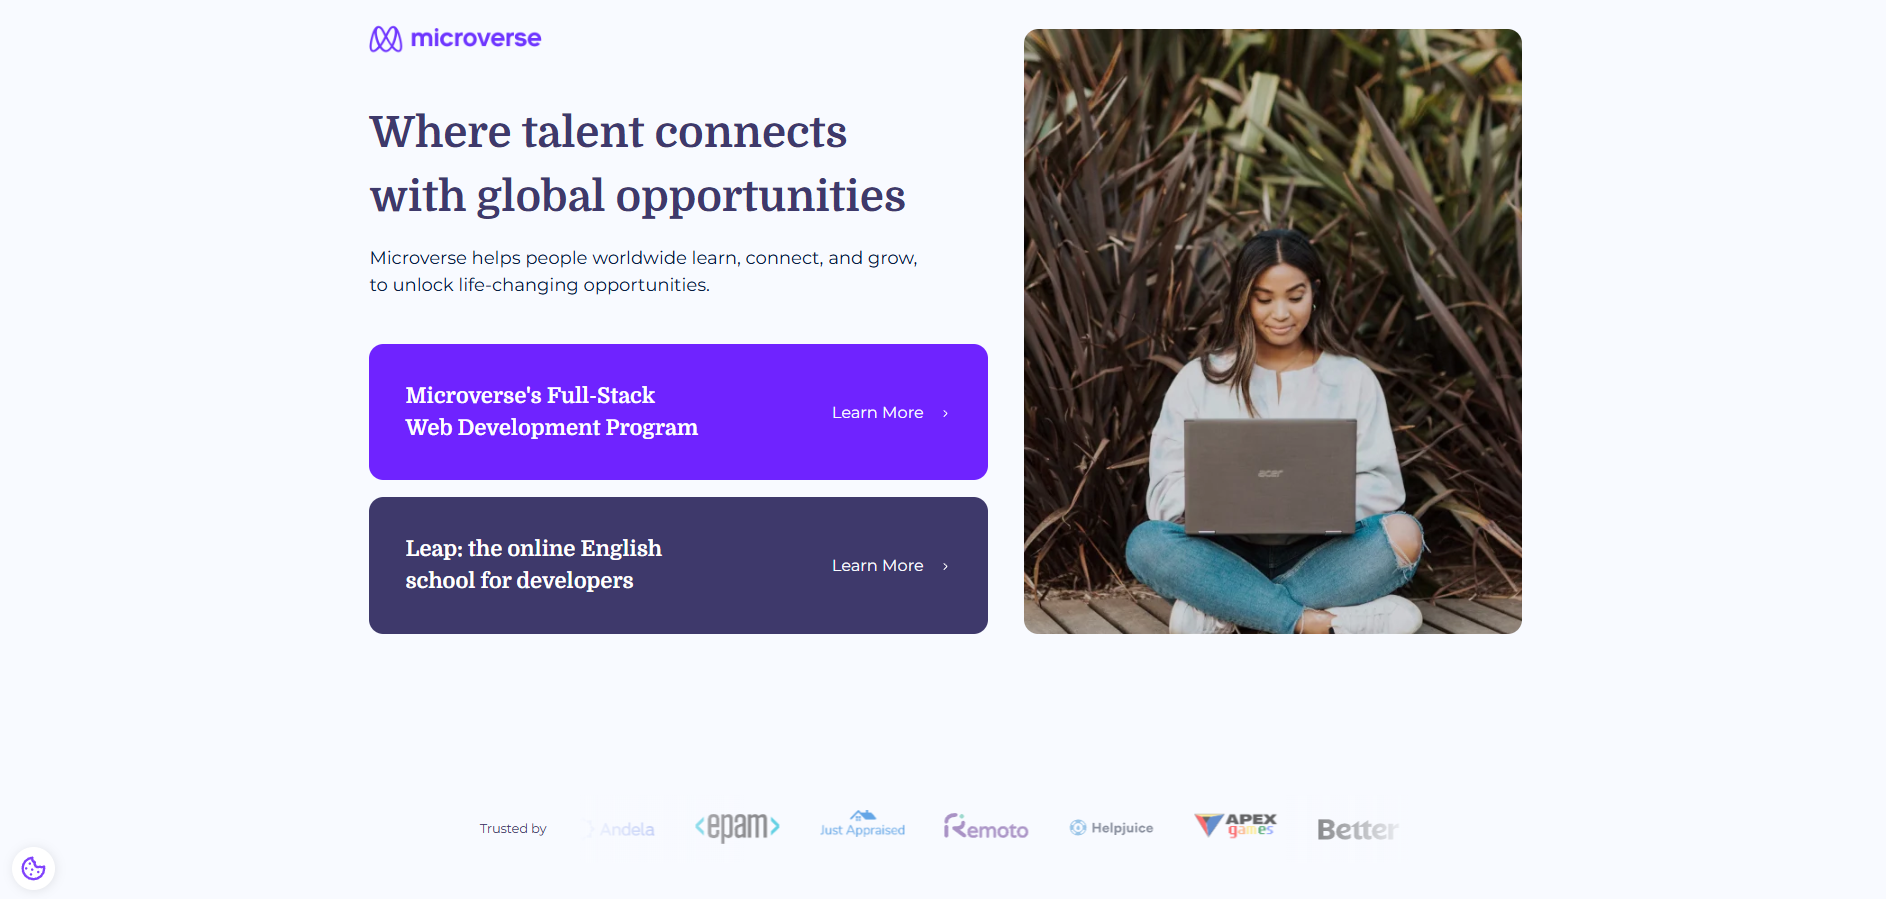 microverse
Where talent connects
with global opportunities
Microverse helps people worldwide learn, connect, and grow,
to unlock life-changing opportunities.
Microverse's Full-Stack
Web Development Program
Learn More
Leap: the online English
school for developers
Learn More
acer
Trusted by
Andela
<epam>
Just Appraised
Remoto
Helpjuice
APEX
games
Better